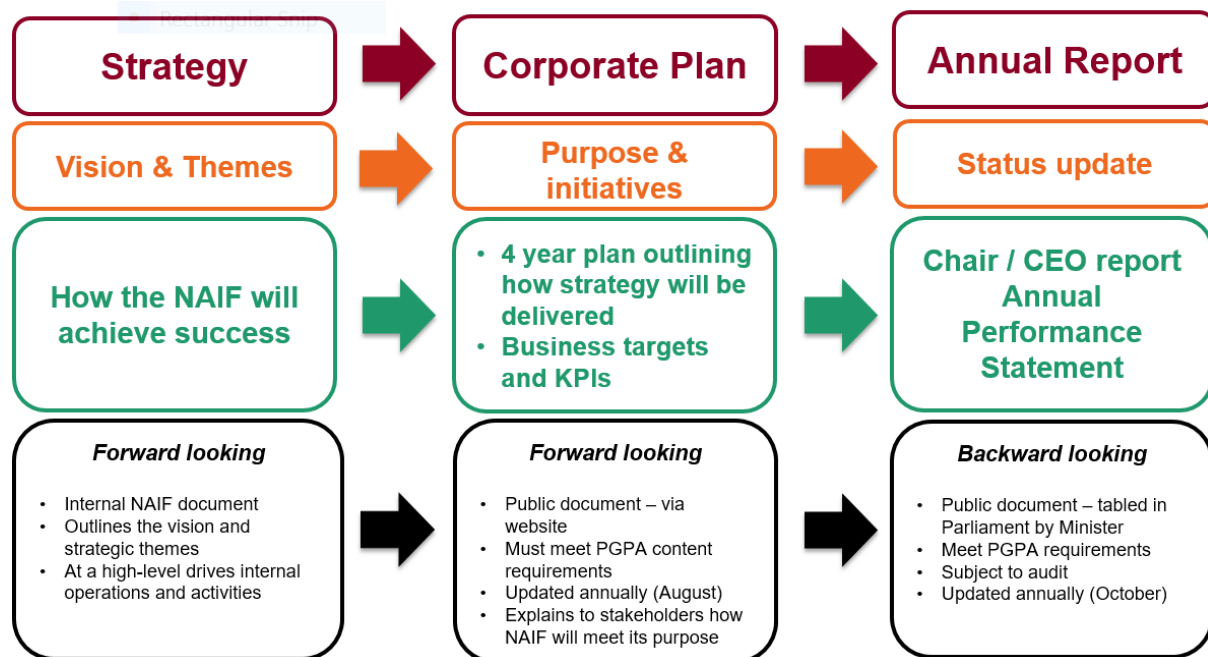 Rectangular Snip
Strategy
Corporate Plan
Annual Report
Vision & Themes
Purpose &
initiatives
Status update
How the NAIF will
achieve success
• 4 year plan outlining
how strategy will be
delivered
• Business targets
and KPIs
Chair / CEO report
Annual
Performance
Statement
Forward looking
• Internal NAIF document
• Outlines the vision and
strategic themes
• At a high-level drives internal
operations and activities
Forward looking
• Public document – via
website
• Must meet PGPA content
requirements
• Updated annually (August)
• Explains to stakeholders how
NAIF will meet its purpose
Backward looking
• Public document – tabled in
Parliament by Minister
• Meet PGPA requirements
• Subject to audit
• Updated annually (October)